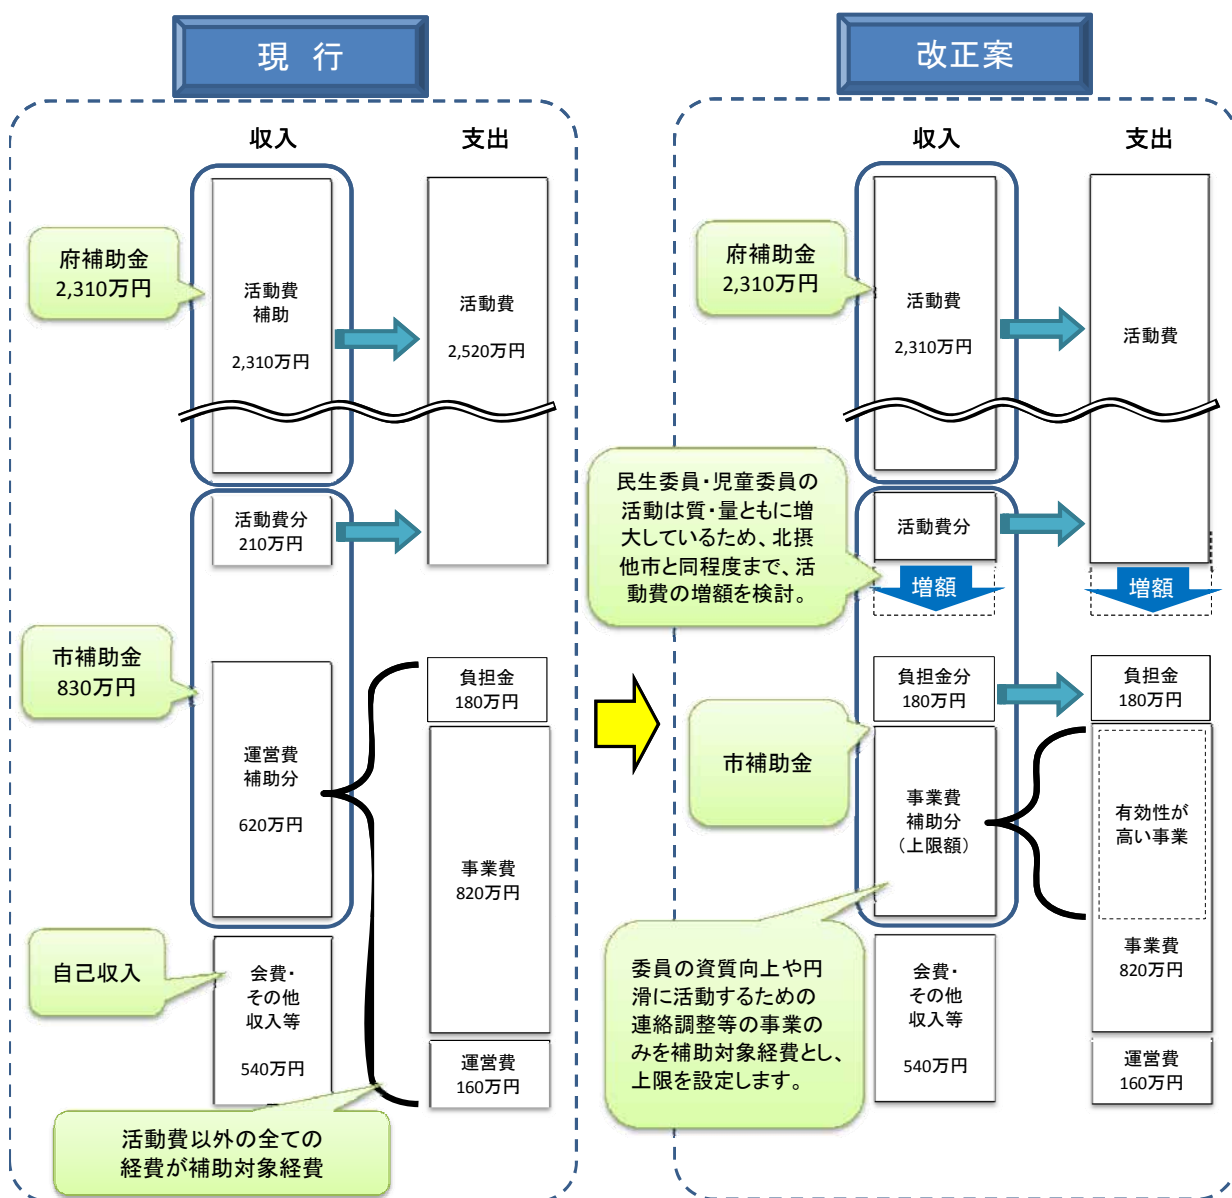 現 行
収入
支出
府補助金
2,310万円
活動費
補助
2,310万円
活動費
2,520万円
活動費分
210万円
市補助金
830万円
運営費
補助分
620万円
負担金
180万円
事業費
820万円
自己収入
会費・
その他
収入等
540万円
運営費
160万円
活動費以外の全ての
経費が補助対象経費
改正案
収入
支出
府補助金
2,310万円
活動費
2,310万円
活動費
民生委員・児童委員の
活動は質・量ともに増
大しているため、北摂
他市と同程度まで、活
動費の増額を検討。
活動費分
増額
増額
負担金分
180万円
負担金
180万円
市補助金
事業費
補助分
（上限額）
有効性が
高い事業
事業費
820万円
委員の資質向上や円
滑に活動するための
連絡調整等の事業の
みを補助対象経費とし、
上限を設定します。
会費・
その他
収入等
540万円
運営費
160万円